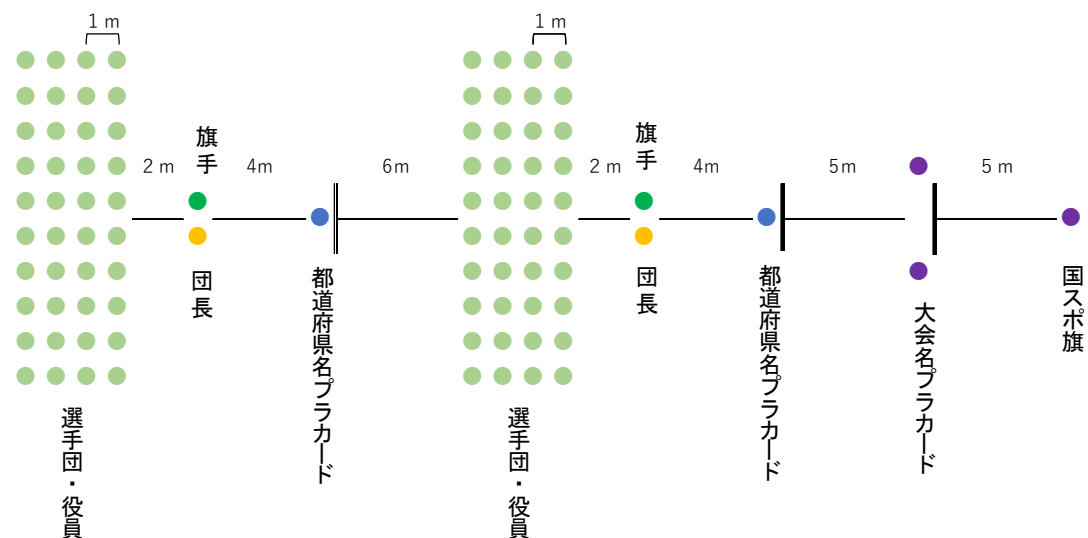 1 m
1 m
旗手
旗手
2 m
4m
6m
2 m
4m
5m
5 m
団長
都道府県名プラカード
団長
都道府県名プラカード
大会名プラカード
国スポ旗
選手団・役員
選手団・役員